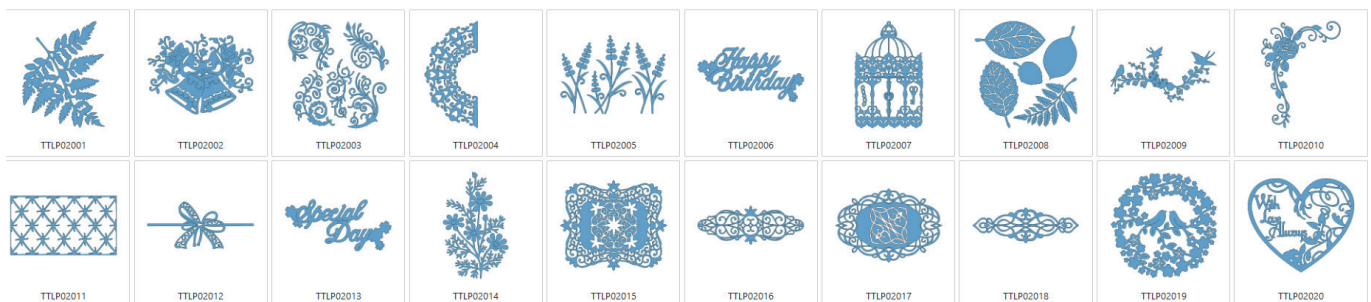 Happy
Birthday
TTLP02001
TTLP02002
TTLP02003
TTLP02004
TTLP02005
TTLP02006
TTLP02007
TTLP02008
TTLP02009
TTLP02010
Special
Day
With
Love
Always
TTLP02011
TTLP02012
TTLP02013
TTLP02014
TTLP02015
TTLP02016
TTLP02017
TTLP02018
TTLP02019
TTLP02020